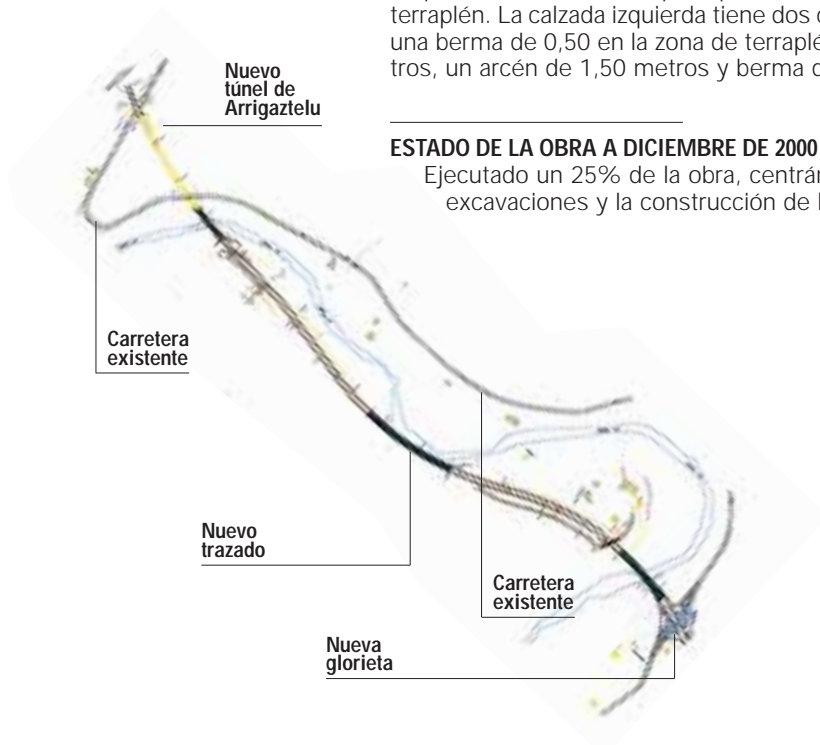 terraplén. La calzada izquierda tiene dos
una berma de 0,50 en la zona de
tros, un arcén de 1,50 metros y berma
Nuevo
túnel de
Arrigaztelu
ESTADO DE LA OBRA A DICIEMBRE DE 2000
Ejecutado un 25% de la obra,
excavaciones y la construcción de
Carretera
existente
Nuevo
trazado
Carretera
existente
Nueva
glorieta